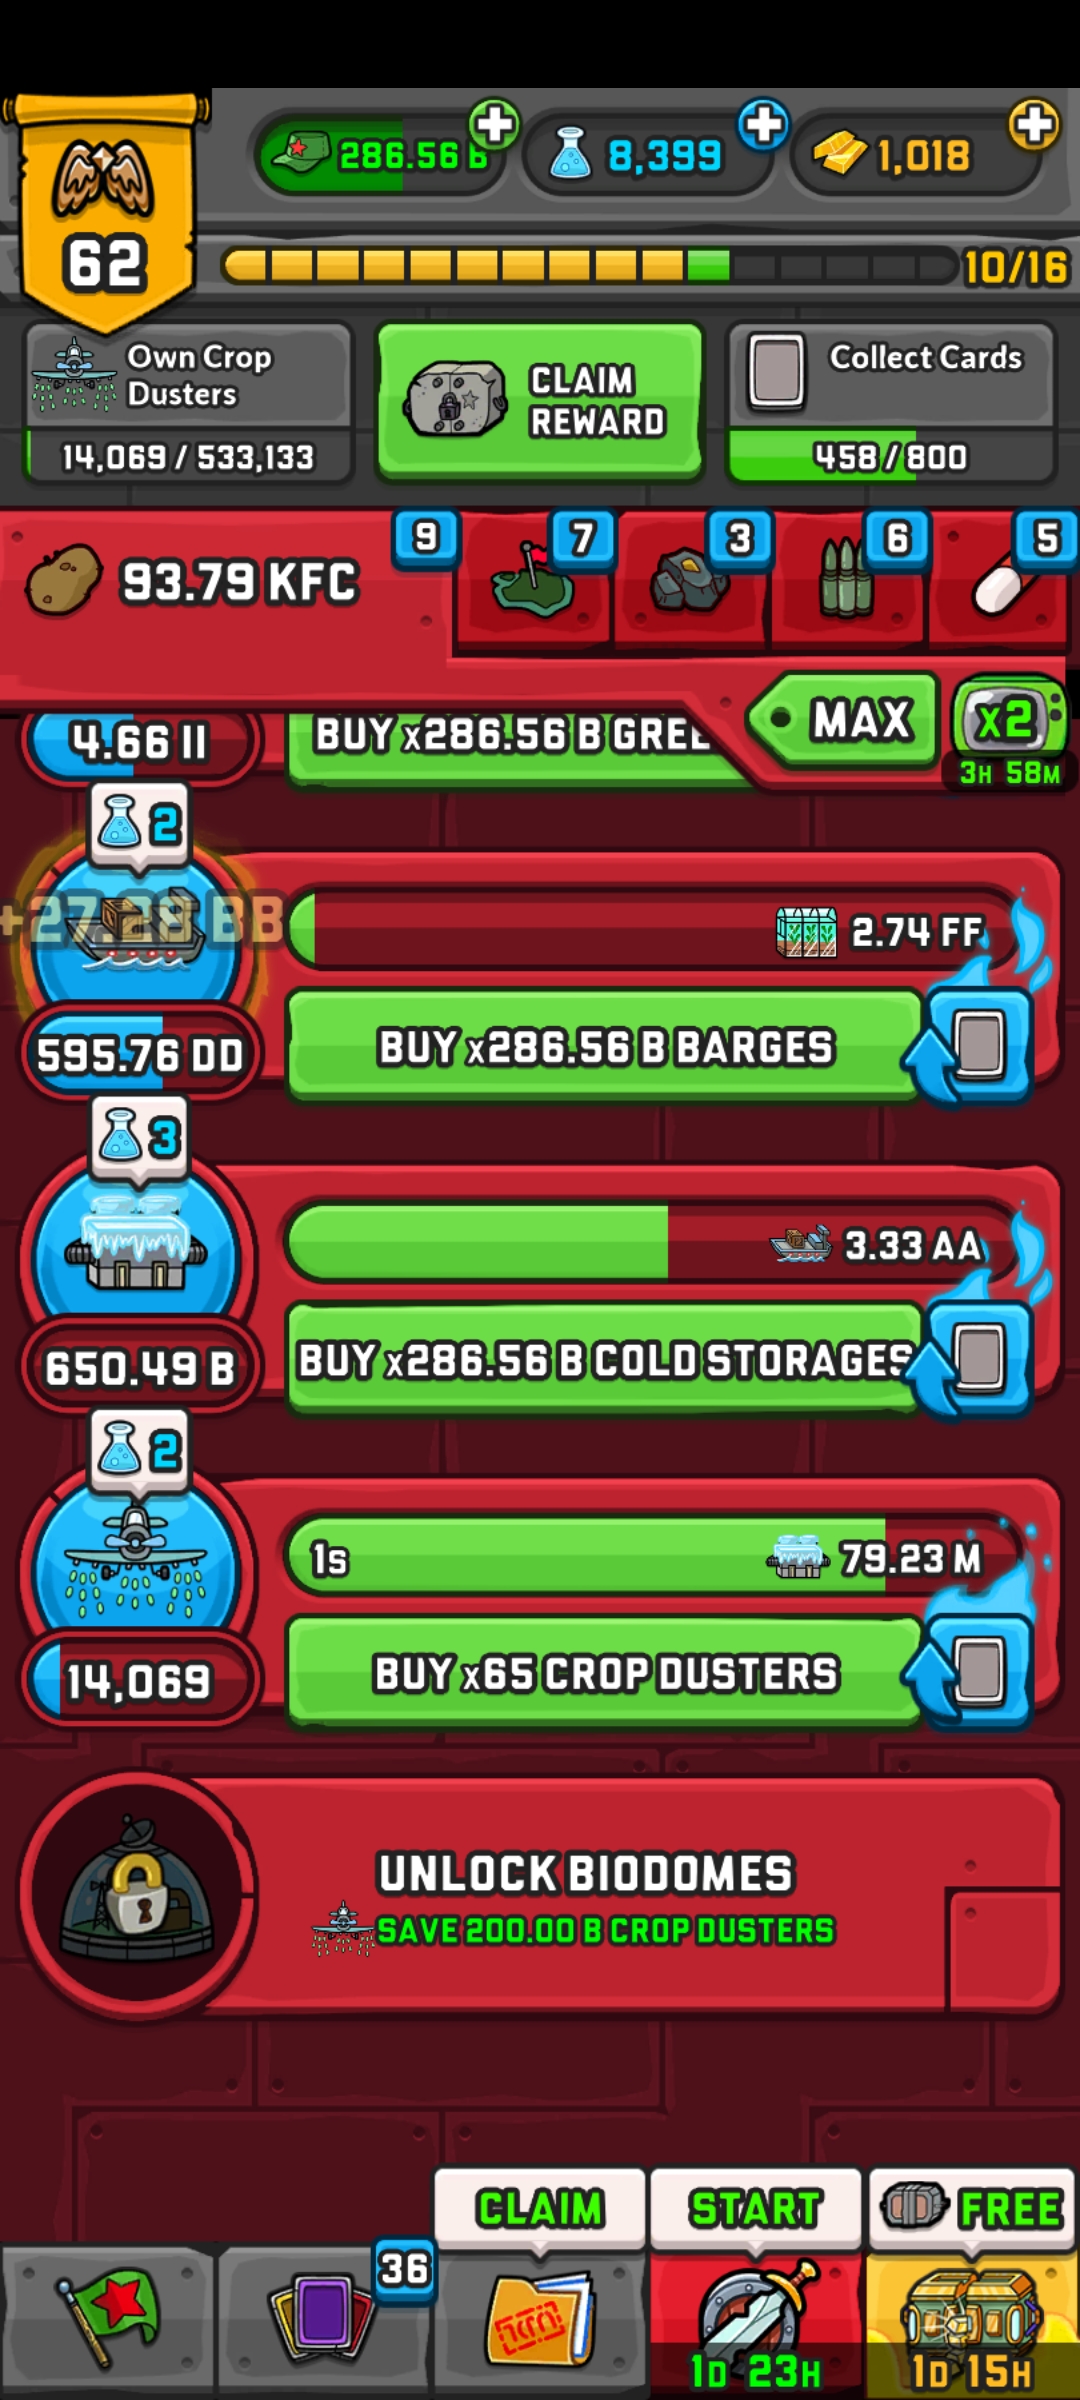 62
286.56 B
8,399
1,018
10/16
Own Crop
Dusters
14,069 / 533,133
CLAIM
REWARD
Collect Cards
458 / 800
93.79 KFC
9
7
3
6
5
4.66 II
BUY x286.56 B GREE
MAX
x2
3H 58M
2
+27.28 BB
2.74 FF
595.76 DD
BUY x286.56 B BARGES
3
3.33 AA
650.49 B
BUY x286.56 B COLD STORAGES
2
1s
79.23 M
14,069
BUY x65 CROP DUSTERS
UNLOCK BIODOMES
SAVE 200.00 B CROP DUSTERS
CLAIM
START
FREE
36
1D 23H
1D 15H